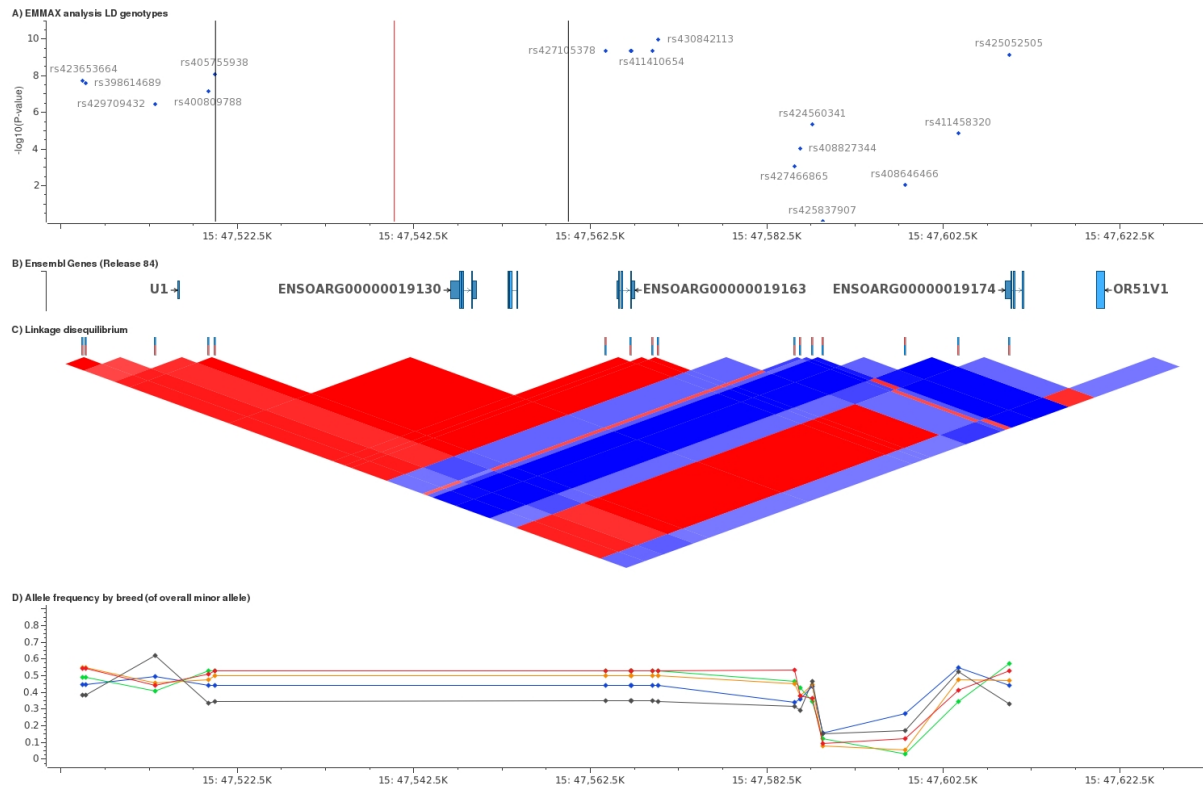 A) EMMAX analysis LD genotypes
10
8
6
4
2
-log10(P-value)
rs423653664
rs398614689
rs429709432
rs405755938
rs400809788
rs427105378
rs430842113
rs411410654
rs425052505
rs424560341
rs411458320
rs408827344
rs427466865
rs408646466
rs425837907
15: 47,522.5K 15: 47,542.5K 15: 47,562.5K 15: 47,582.5K 15: 47,602.5K 15: 47,622.5K
B) Ensembl Genes (Release 84)
U1 ENSOARG00000019130 ENSOARG00000019163 ENSOARG00000019174 OR51V1
C) Linkage disequilibrium
D) Allele frequency by breed (of overall minor allele)
0.8
0.7
0.6
0.5
0.4
0.3
0.2
0.1
0
15: 47,522.5K 15: 47,542.5K 15: 47,562.5K 15: 47,582.5K 15: 47,602.5K 15: 47,622.5K